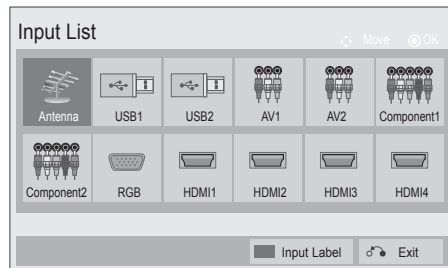 Input List
Move OK
Antenna USB1 USB2 AV1 AV2 Component1
Component2 RGB HDMI1 HDMI2 HDMI3 HDMI4
Input Label Exit